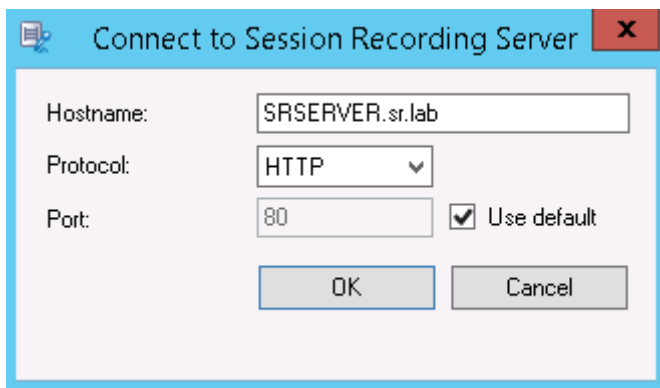 Connect to Session Recording Server
x
Hostname: SRSERVER.sr.lab
Protocol: HTTP
Port: 80 Use default
OK Cancel